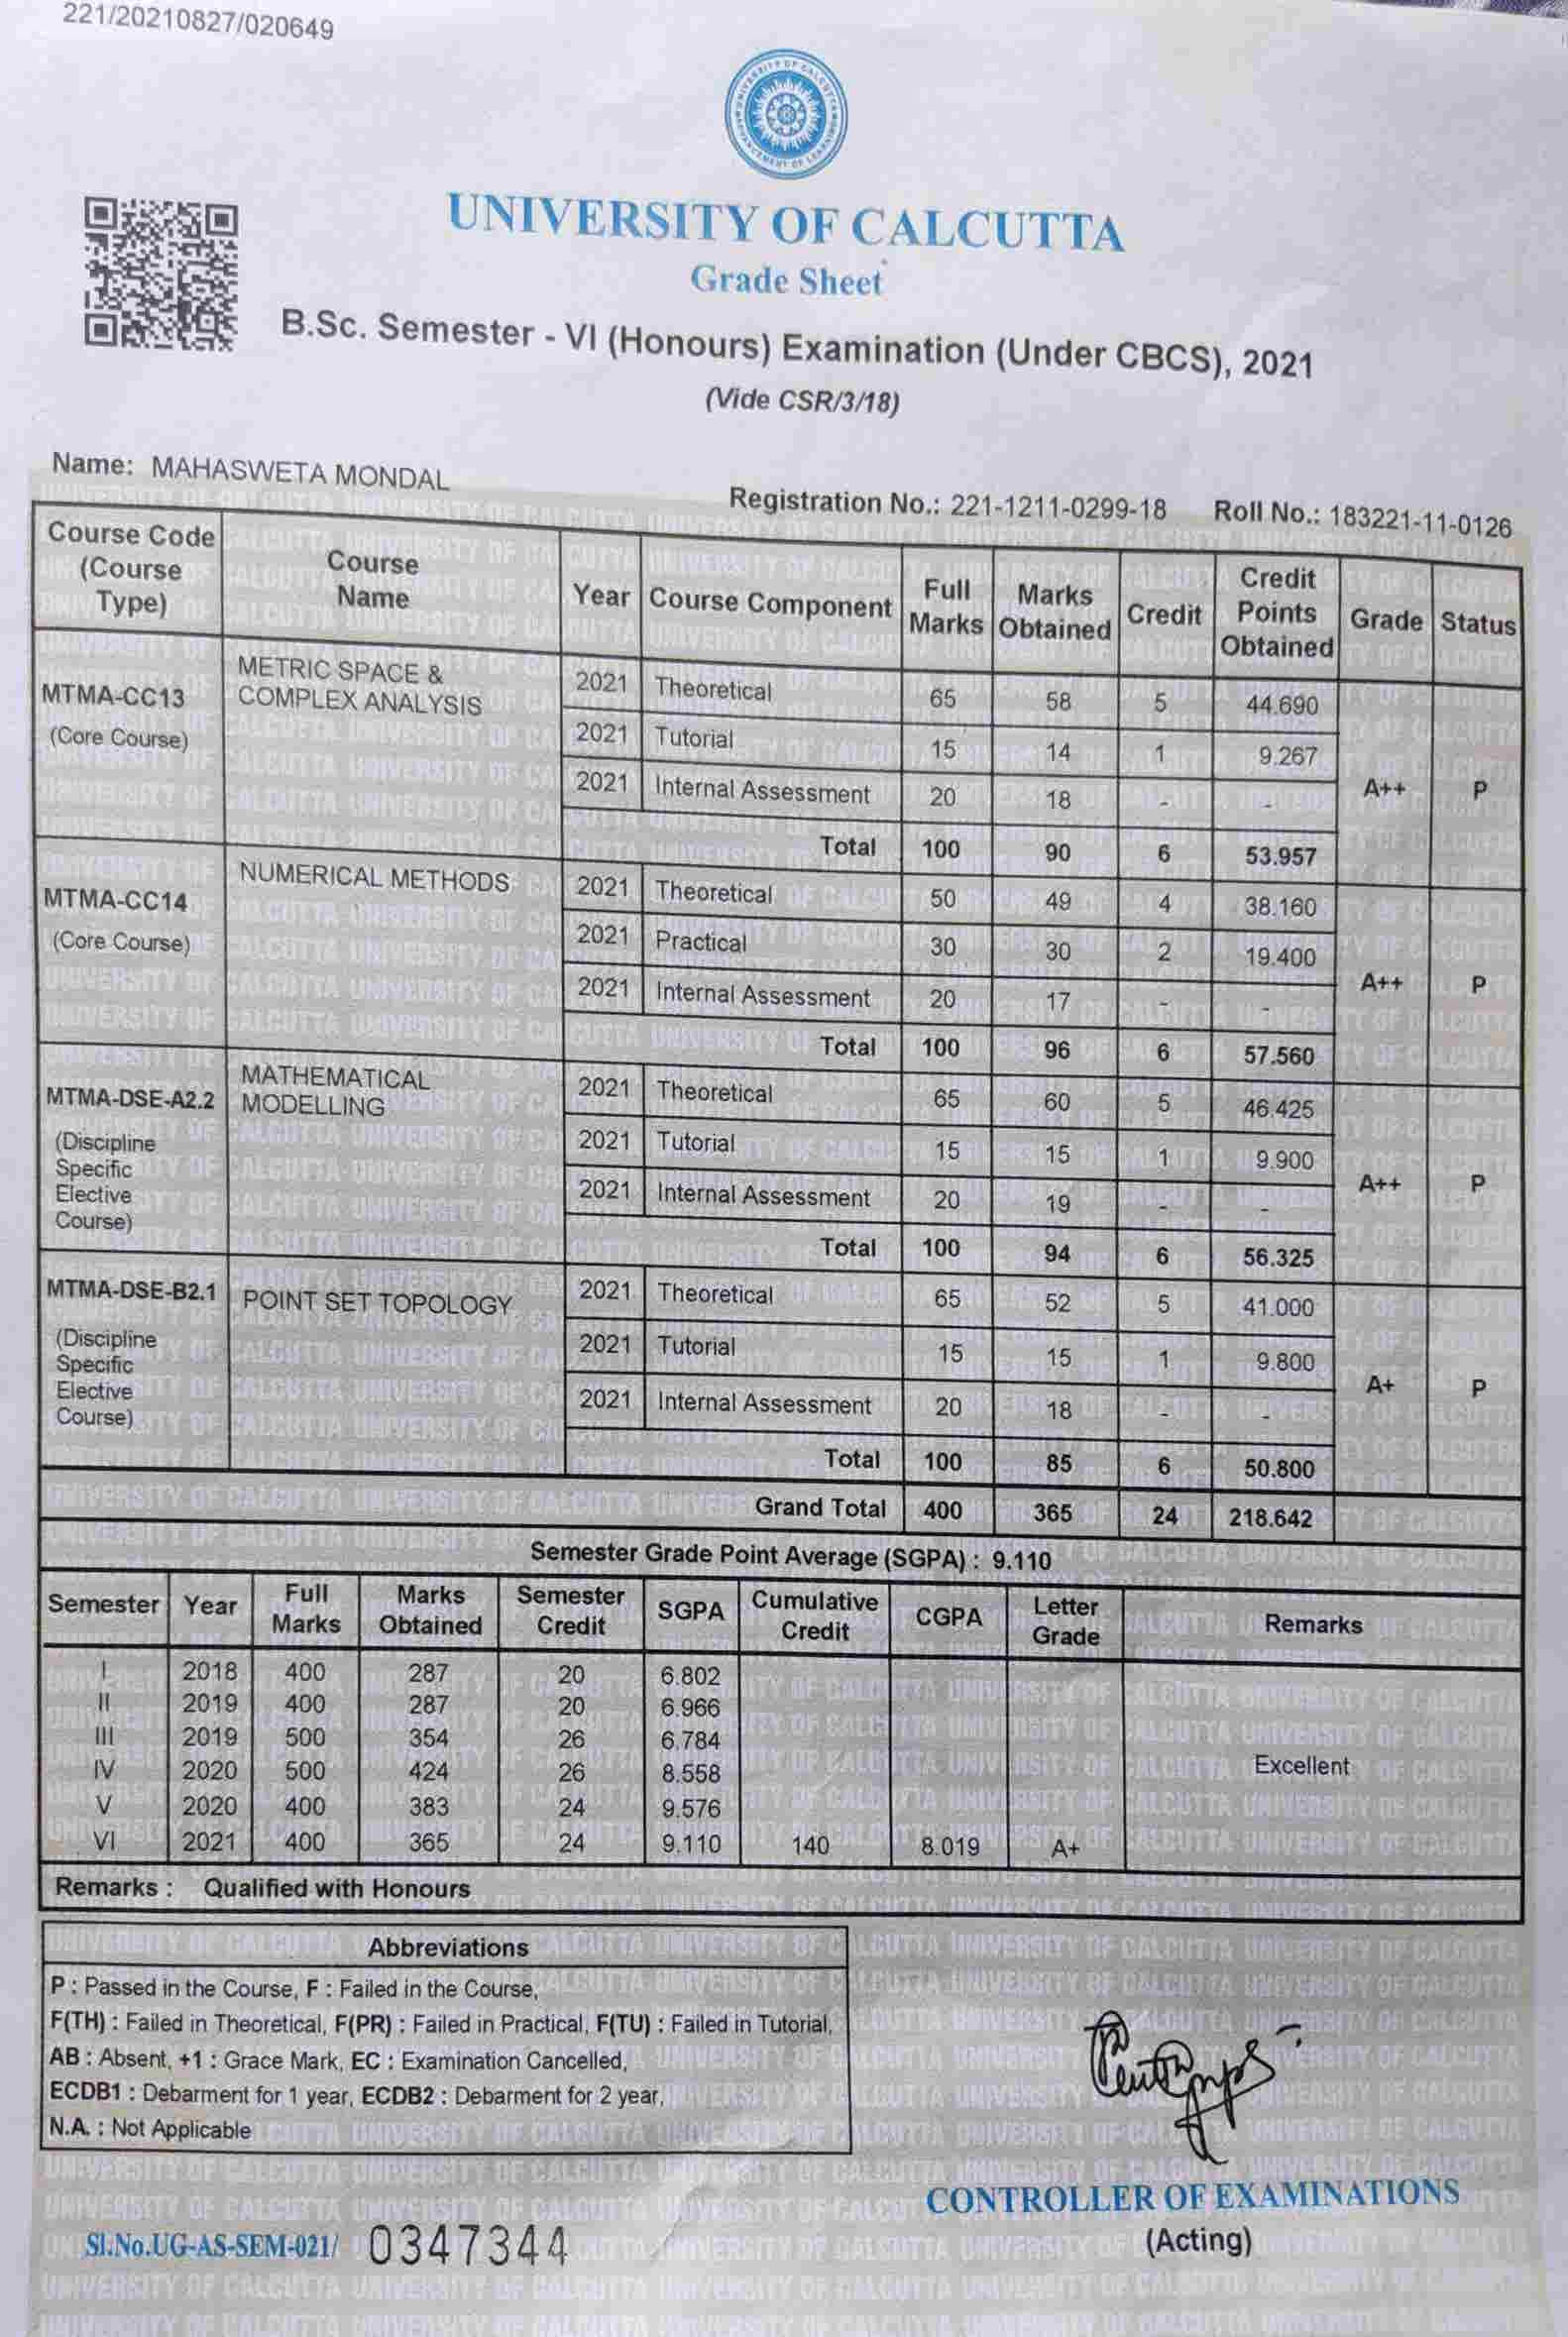 221/20210827/020649
UNIVERSITY OF CALCUTTA
Grade Sheet
B.Sc. Semester - VI (Honours) Examination (Under CBCS), 2021
(Vide CSR/3/18)
Name: MAHASWETA MONDAL
Registration No.: 221-1211-0299-18 Roll No.: 183221-11-0126
Course Code (Course Type) Course Name Year Course Component Full Marks Marks Obtained Credit Credit Points Obtained Grade Status
MTMA-CC13 (Core Course) METRIC SPACE & COMPLEX ANALYSIS 2021 Theoretical 65 58 5 44.690
2021 Tutorial 15 14 1 9.267
2021 Internal Assessment 20 18 - - A++ P
Total 100 90 6 53.957
MTMA-CC14 (Core Course) NUMERICAL METHODS 2021 Theoretical 50 49 4 38.160
2021 Practical 30 30 2 19.400
2021 Internal Assessment 20 17 - - A++ P
Total 100 96 6 57.560
MTMA-DSE-A2.2 (Discipline Specific Elective Course) MATHEMATICAL MODELLING 2021 Theoretical 65 60 5 46.425
2021 Tutorial 15 15 1 9.900
2021 Internal Assessment 20 19 - - A++ P
Total 100 94 6 56.325
MTMA-DSE-B2.1 (Discipline Specific Elective Course) POINT SET TOPOLOGY 2021 Theoretical 65 52 5 41.000
2021 Tutorial 15 15 1 9.800
2021 Internal Assessment 20 18 - - A+ P
Total 100 85 6 50.800
Grand Total 400 365 24 218.642
Semester Grade Point Average (SGPA) : 9.110
Semester Year Full Marks Marks Obtained Semester Credit SGPA Cumulative Credit CGPA Letter Grade Remarks
I 2018 400 287 20 6.802
II 2019 400 287 20 6.966
III 2019 500 354 26 6.784
IV 2020 500 424 26 8.558 Excellent
V 2020 400 383 24 9.576
VI 2021 400 365 24 9.110 140 8.019 A+
Remarks : Qualified with Honours
Abbreviations
P : Passed in the Course, F : Failed in the Course,
F(TH) : Failed in Theoretical, F(PR) : Failed in Practical, F(TU) : Failed in Tutorial,
AB : Absent, +1 : Grace Mark, EC : Examination Cancelled,
ECDB1 : Debarment for 1 year, ECDB2 : Debarment for 2 year,
N.A. : Not Applicable
CONTROLLER OF EXAMINATIONS
(Acting)
Sl.No.UG-AS-SEM-021/ 0347344